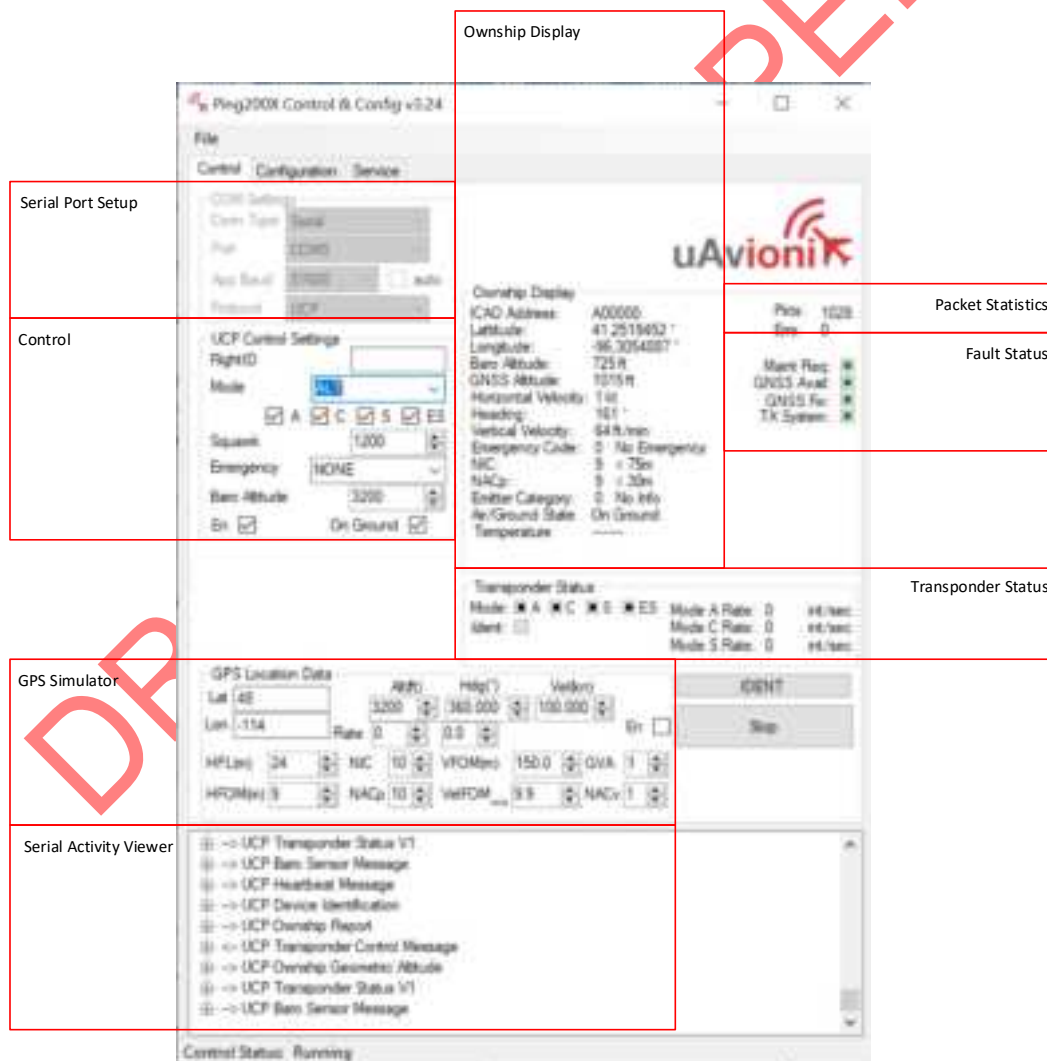 Ownship Display
Ping200X Control & Config v3.24
File
Control Configuration Service
Serial Port Setup
COM Settings
Com Type Serial
Port COM5
App Baud 57600 auto
Protocol UCP
uAvionix
Packet Statistics
Pkts 1028
Errs 0
Fault Status
Maint Req
GNSS Avail
GNSS Fix
TX System
Control
UCP Control Settings
FlightID
Mode ALT
A C S ES
Squawk 1200
Emergency NONE
Baro Altitude 3200
En On Ground
Ownship Display
ICAO Address: A00000
Latitude: 41.2515452 °
Longitude: -96.3054887 °
Baro Altitude: 725 ft
GNSS Altitude: 1015 ft
Horizontal Velocity: 1 kt
Heading: 161 °
Vertical Velocity: 64 ft/min
Emergency Code: 0 No Emergency
NIC: 9 < 75m
NACp: 9 < 30m
Emitter Category: 0 No Info
Air/Ground State: On Ground
Temperature -----
Transponder Status
Transponder Status
Mode: A C S ES
Ident:
Mode A Rate: 0 int/sec
Mode C Rate: 0 int/sec
Mode S Rate: 0 int/sec
GPS Simulator
GPS Location Data
Alt(ft) Hdg(°) Vel(kn)
Lat 48 3200 360.000 100.000
Lon -114 Rate 0 0.0 En
HPL(m) 24 NIC 10 VFOM(m) 150.0 GVA 1
HFOM(m) 9 NACp 10 VelFOM 9.9 NACv 1
IDENT
Stop
Serial Activity Viewer
--> UCP Transponder Status V1
--> UCP Baro Sensor Message
--> UCP Heartbeat Message
--> UCP Device Identification
--> UCP Ownship Report
<-- UCP Transponder Control Message
--> UCP Ownship Geometric Altitude
--> UCP Transponder Status V1
--> UCP Baro Sensor Message
Control Status: Running